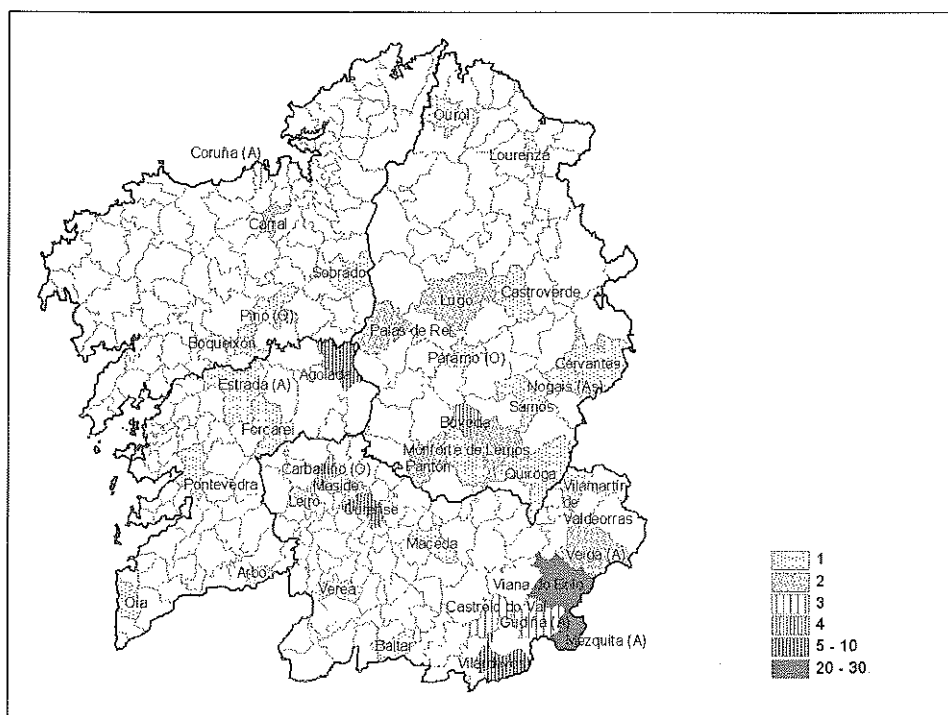 Ourol
Lourenzá
Coruña (A)
Carral
Sobrado
Castroverde
Lugo
Pino (O)
Palas de Rei
Boqueixón
Páramo (O)
Cervantes
Agolada
Estrada (A)
Nogais (As)
Samos
Forcarei
Bóveda
Monforte de Lemos
Carballiño (O)
Pantón
Quiroga
Maside
Pontevedra
Vilamartín
de
Leiro
Ourense
Valdeorras
Maceda
Veiga (A)
Arbo
Viana do Bolo
Verea
Oia
Castrelo do Val
Gudiña (A)
Baltar
Mezquita (A)
Vilardevós
1
2
3
4
5 - 10
20 - 30